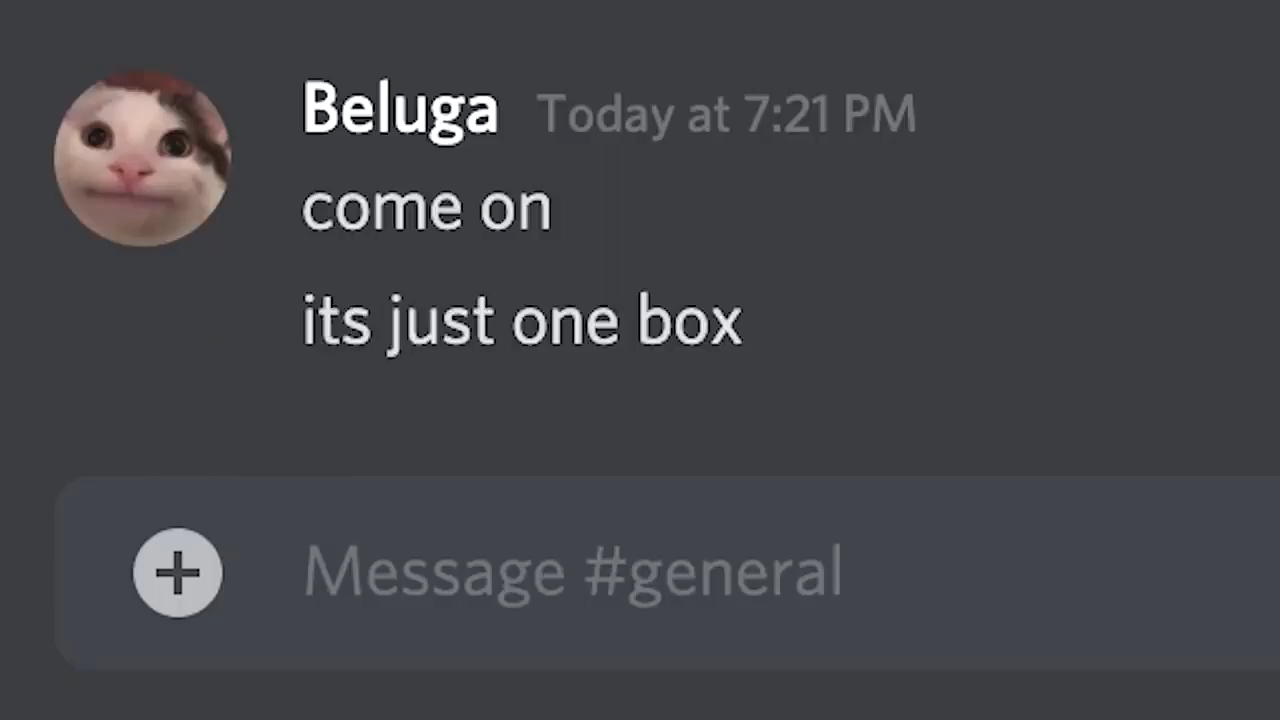 Beluga Today at 7:21 PM
come on
its just one box
Message #general